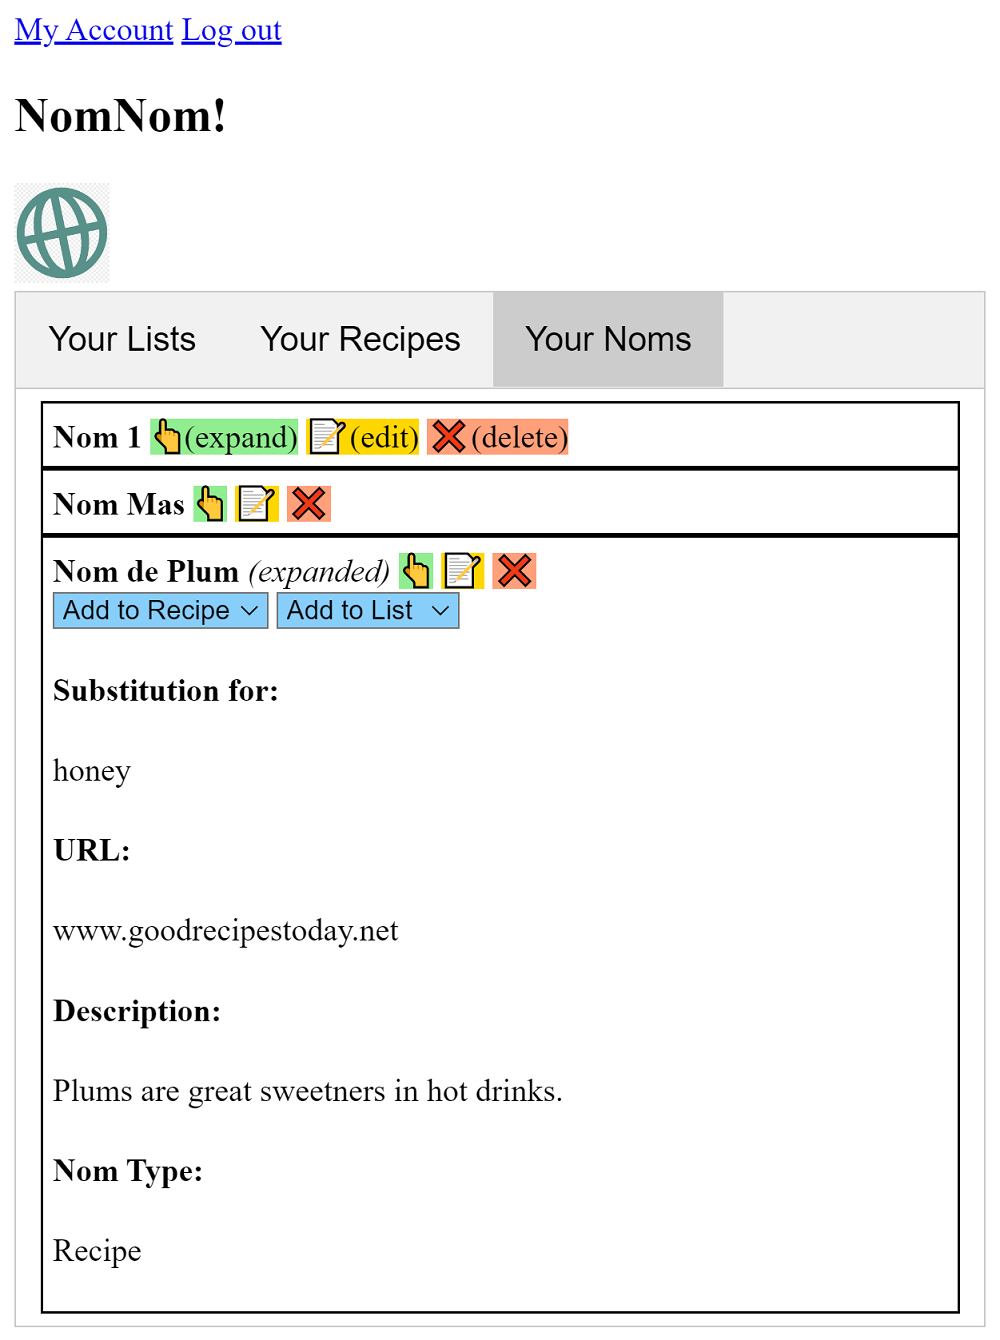 My Account Log out
NomNom!
Your Lists Your Recipes Your Noms
Nom 1 (expand) (edit) (delete)
Nom Mas
Nom de Plum (expanded)
Add to Recipe Add to List
Substitution for:
honey
URL:
www.goodrecipestoday.net
Description:
Plums are great sweetners in hot drinks.
Nom Type:
Recipe